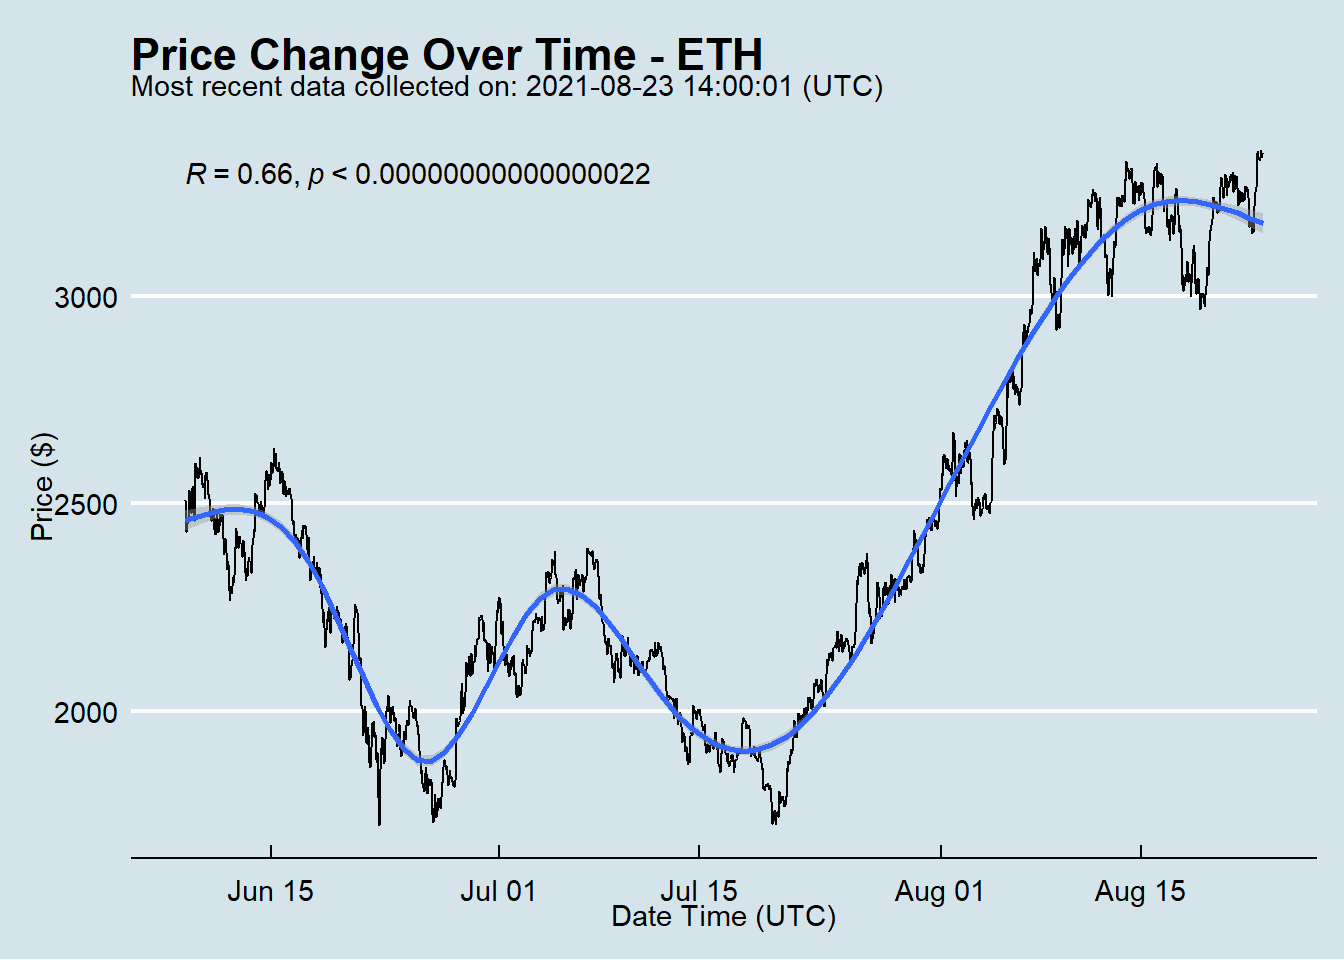 Price Change Over Time - ETH
Most recent data collected on: 2021-08-23 14:00:01 (UTC)
R = 0.66, p < 0.00000000000000022
3000
2500
2000
Price ($)
Jun 15 Jul 01 Jul 15 Aug 01 Aug 15
Date Time (UTC)